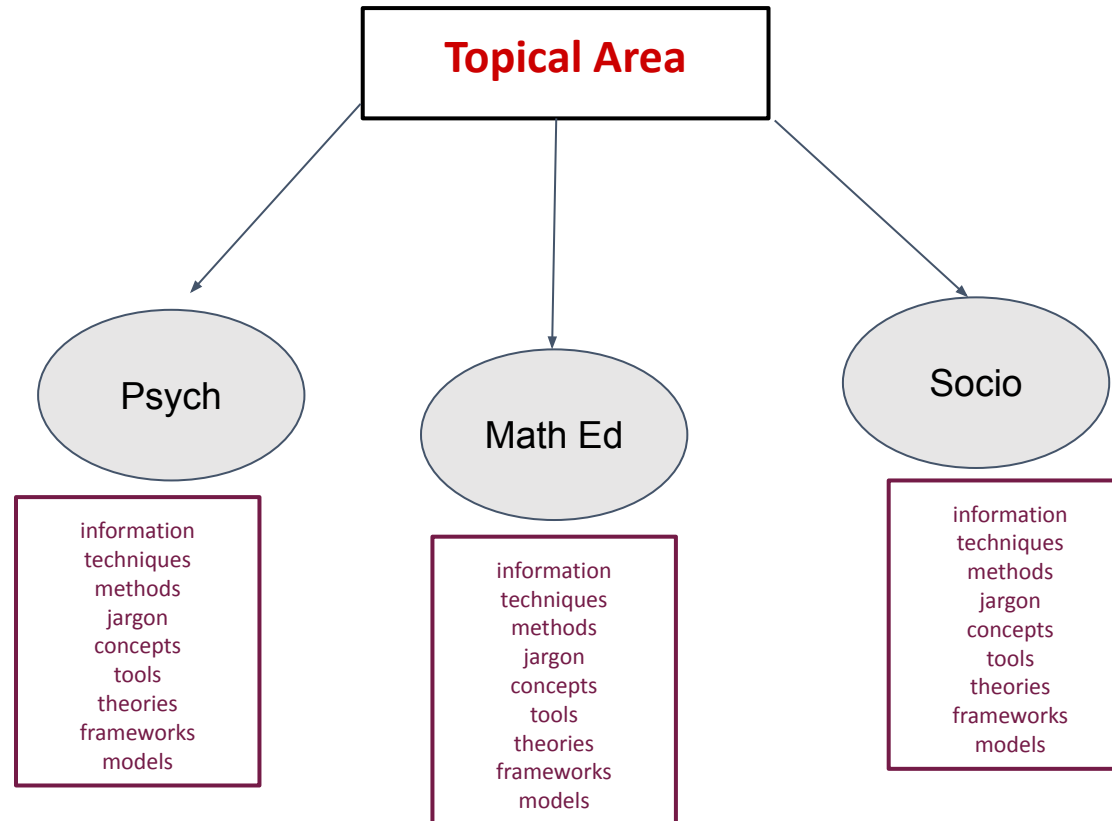 Topical Area
Psych
information
techniques
methods
jargon
concepts
tools
theories
frameworks
models
Math Ed
information
techniques
methods
jargon
concepts
tools
theories
frameworks
models
Socio
information
techniques
methods
jargon
concepts
tools
theories
frameworks
models